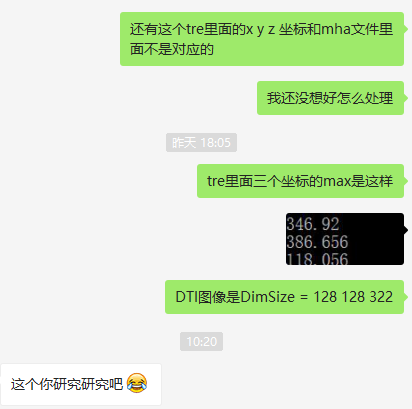 还有这个tre里面的x y z 坐标和mha文件里
面不是对应的
我还没想好怎么处理
昨天 18:05
tre里面三个坐标的max是这样
346.92
386.656
118.056
DTI图像是DimSize = 128 128 322
10:20
这个你研究研究吧😂